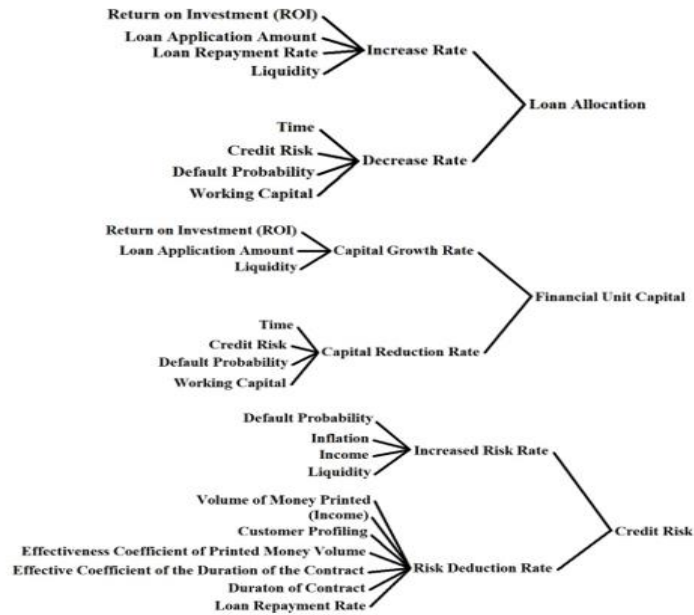 Return on Investment (ROI)
Loan Application Amount
Loan Repayment Rate
Liquidity
Increase Rate
Loan Allocation
Time
Credit Risk
Default Probability
Working Capital
Decrease Rate
Return on Investment (ROI)
Loan Application Amount
Liquidity
Capital Growth Rate
Financial Unit Capital
Time
Credit Risk
Default Probability
Working Capital
Capital Reduction Rate
Default Probability
Inflation
Income
Liquidity
Increased Risk Rate
Credit Risk
Volume of Money Printed
(Income)
Customer Profiling
Effectiveness Coefficient of Printed Money Volume
Effective Coefficient of the Duration of the Contract
Duraton of Contract
Loan Repayment Rate
Risk Deduction Rate